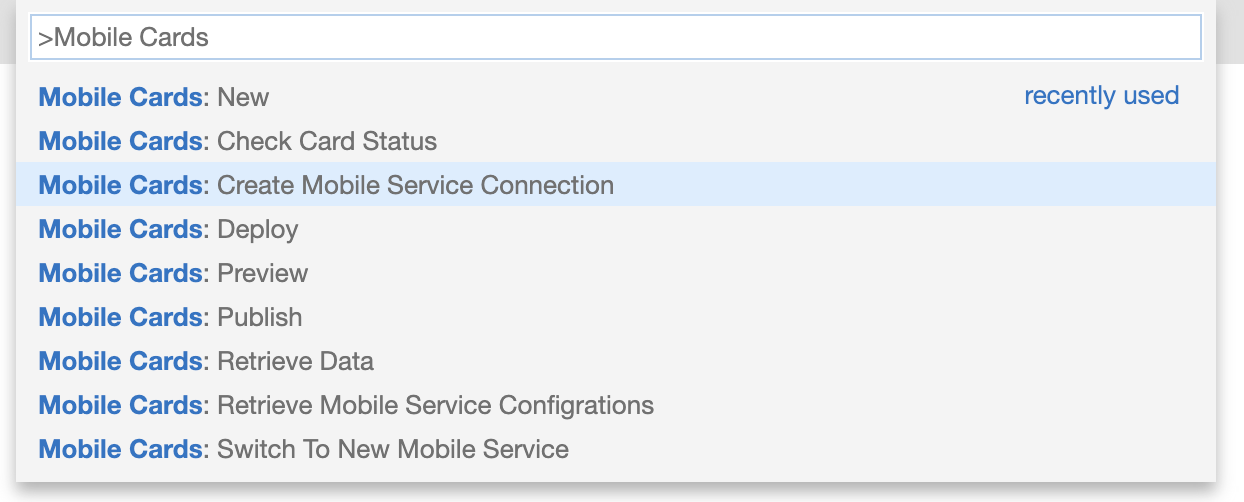 >Mobile Cards
Mobile Cards: New recently used
Mobile Cards: Check Card Status
Mobile Cards: Create Mobile Service Connection
Mobile Cards: Deploy
Mobile Cards: Preview
Mobile Cards: Publish
Mobile Cards: Retrieve Data
Mobile Cards: Retrieve Mobile Service Configrations
Mobile Cards: Switch To New Mobile Service